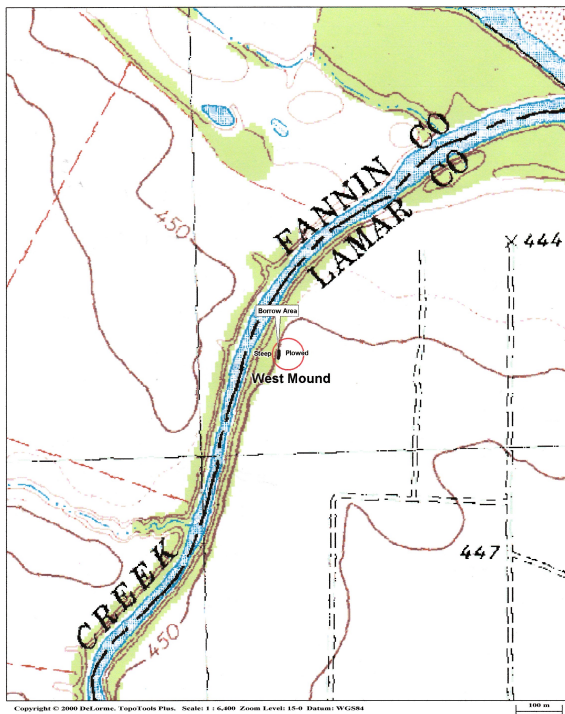 FANNIN CO
LAMAR CO
450
444
Borrow Area
Steep Plowed
West Mound
447
CREEK
450
Copyright © 2000 DeLorme. TopoTools Plus. Scale: 1 : 6,400 Zoom Level: 15-0 Datum: WGS84
100 m